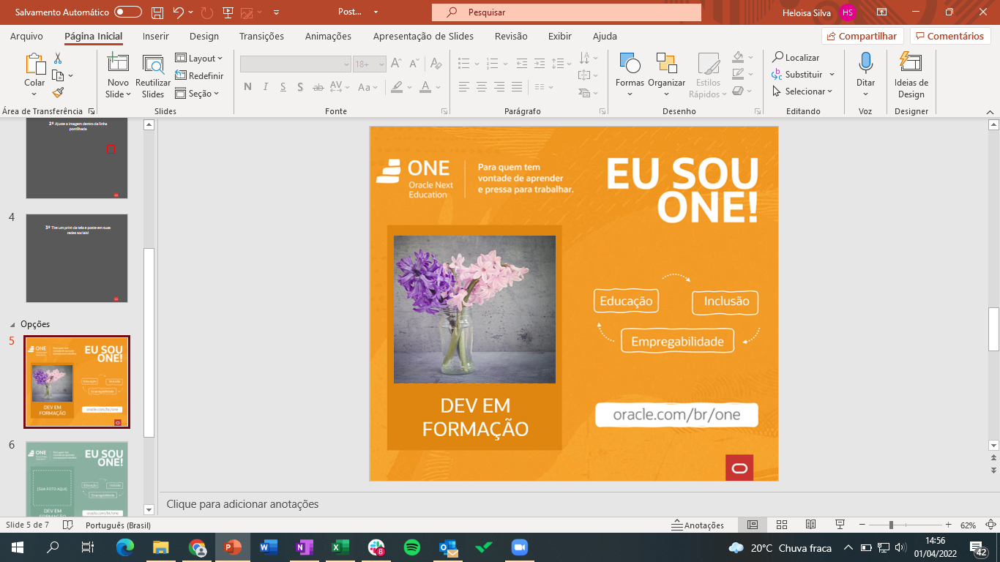 Salvamento Automático
Post...
Pesquisar
Heloisa Silva
HS
Arquivo
Página Inicial
Inserir
Design
Transições
Animações
Apresentação de Slides
Revisão
Exibir
Ajuda
Compartilhar
Comentários
Colar
Novo
Slide
Reutilizar
Slides
Layout
Redefinir
Seção
18+
N
I
S
S
ab
AV
Aa
A
Formas
Organizar
Estilos
Rápidos
Localizar
Substituir
Selecionar
Ditar
Ideias de
Design
Área de Transferência
Slides
Fonte
Parágrafo
Desenho
Editando
Voz
Designer
2º Ajuste a imagem dentro da linha
pontilhada
4
3º Tire um print da tela e poste em suas
redes sociais!
Opções
5
ONE
EU SOU
ONE!
Educação
Inclusão
Empregabilidade
DEV EM
FORMAÇÃO
oracle.com/br/one
6
ONE
EU SOU
ONE!
[SUA FOTO AQUI]
Educação
Inclusão
Empregabilidade
DEV EM
FORMAÇÃO
oracle.com/br/one
ONE
Oracle Next
Education
Para quem tem
vontade de aprender
e pressa para trabalhar.
EU SOU
ONE!
Educação
Inclusão
Empregabilidade
DEV EM
FORMAÇÃO
oracle.com/br/one
Clique para adicionar anotações
Slide 5 de 7
Português (Brasil)
Anotações
62%
8
20°C Chuva fraca
14:56
01/04/2022
42